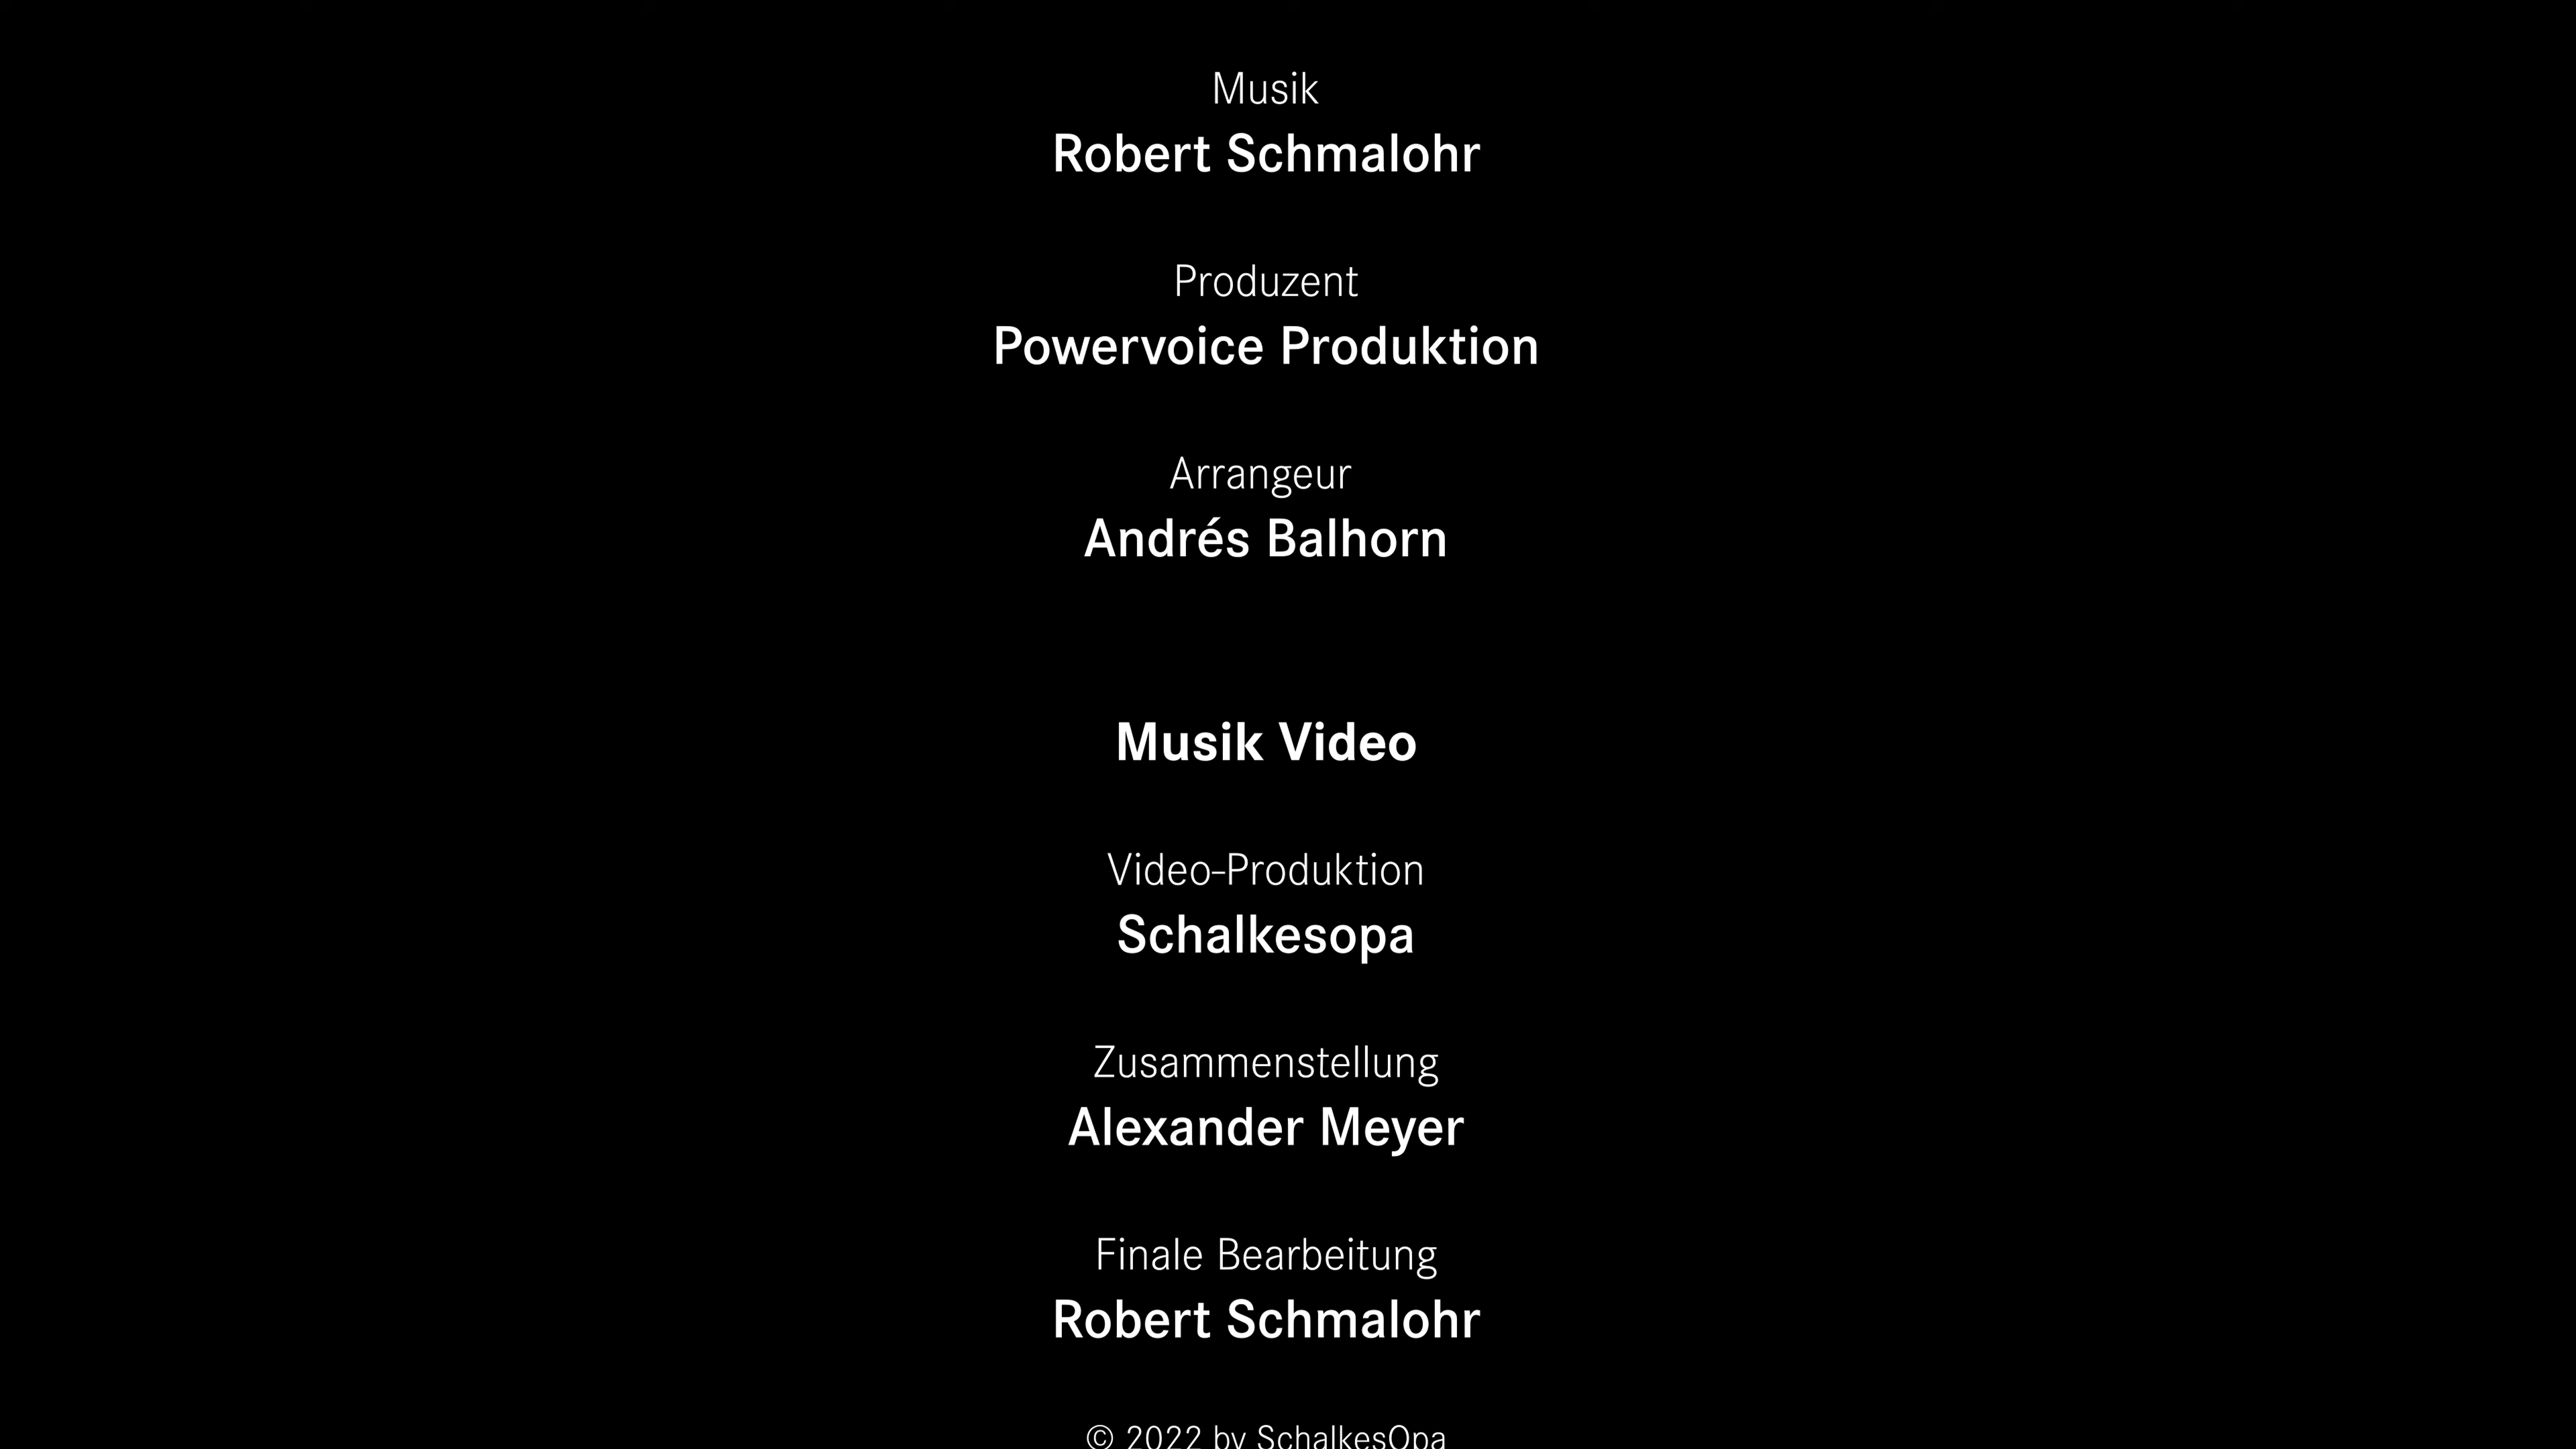 Musik
Robert Schmalohr
Produzent
Powervoice Produktion
Arrangeur
Andrés Balhorn
Musik Video
Video-Produktion
Schalkesopa
Zusammenstellung
Alexander Meyer
Finale Bearbeitung
Robert Schmalohr
© 2022 by SchalkesOpa